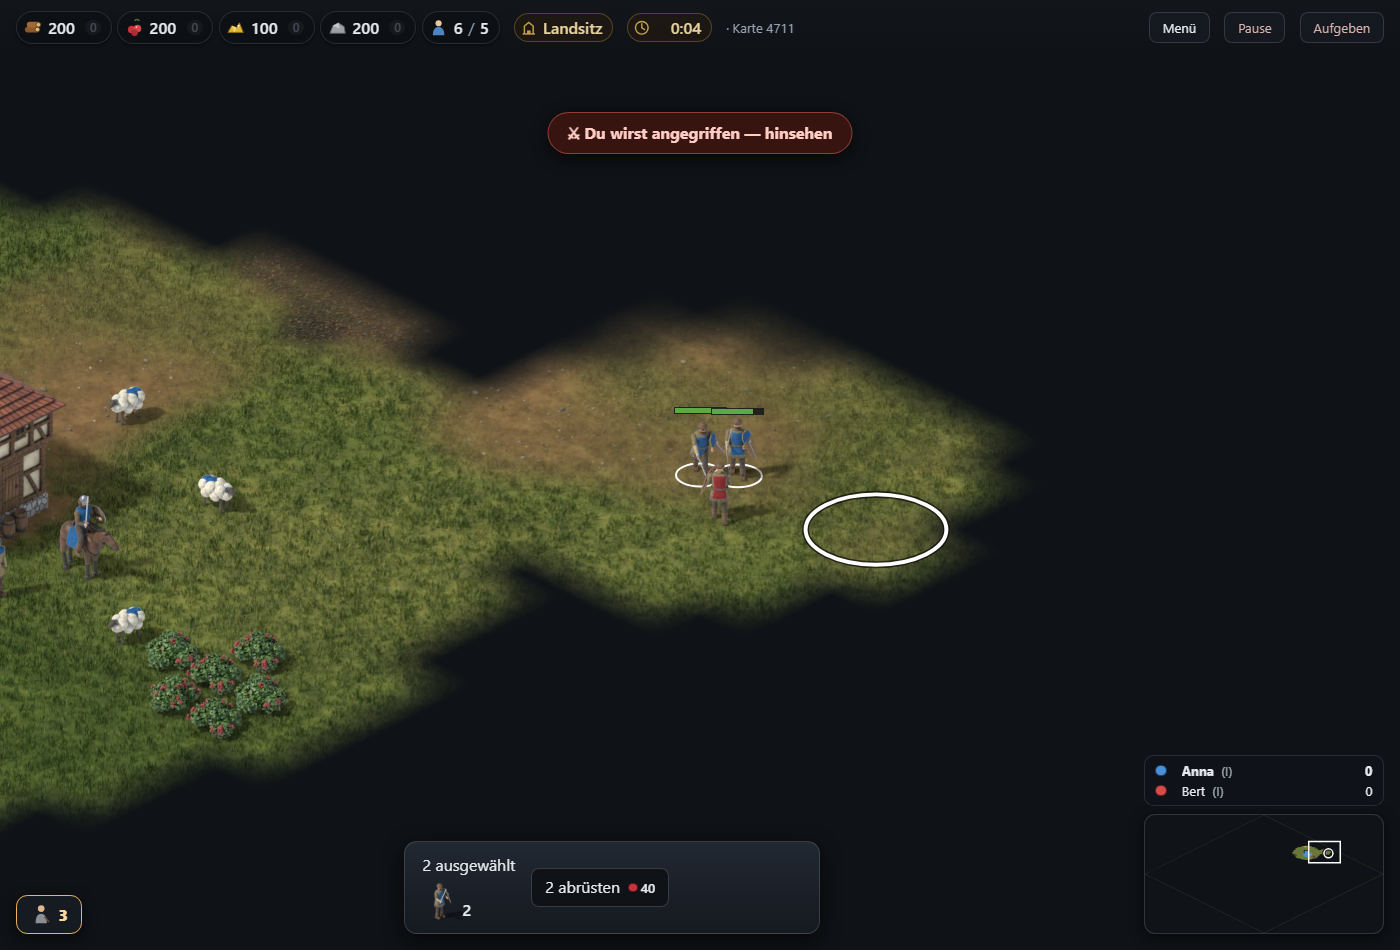 200 0 200 0 100 0 200 0 6 / 5 Landsitz 0:04 · Karte 4711 Menü Pause Aufgeben
Du wirst angegriffen — hinsehen
Anna (I) 0
Bert (I) 0
2 ausgewählt
2 abrüsten 40
2
3